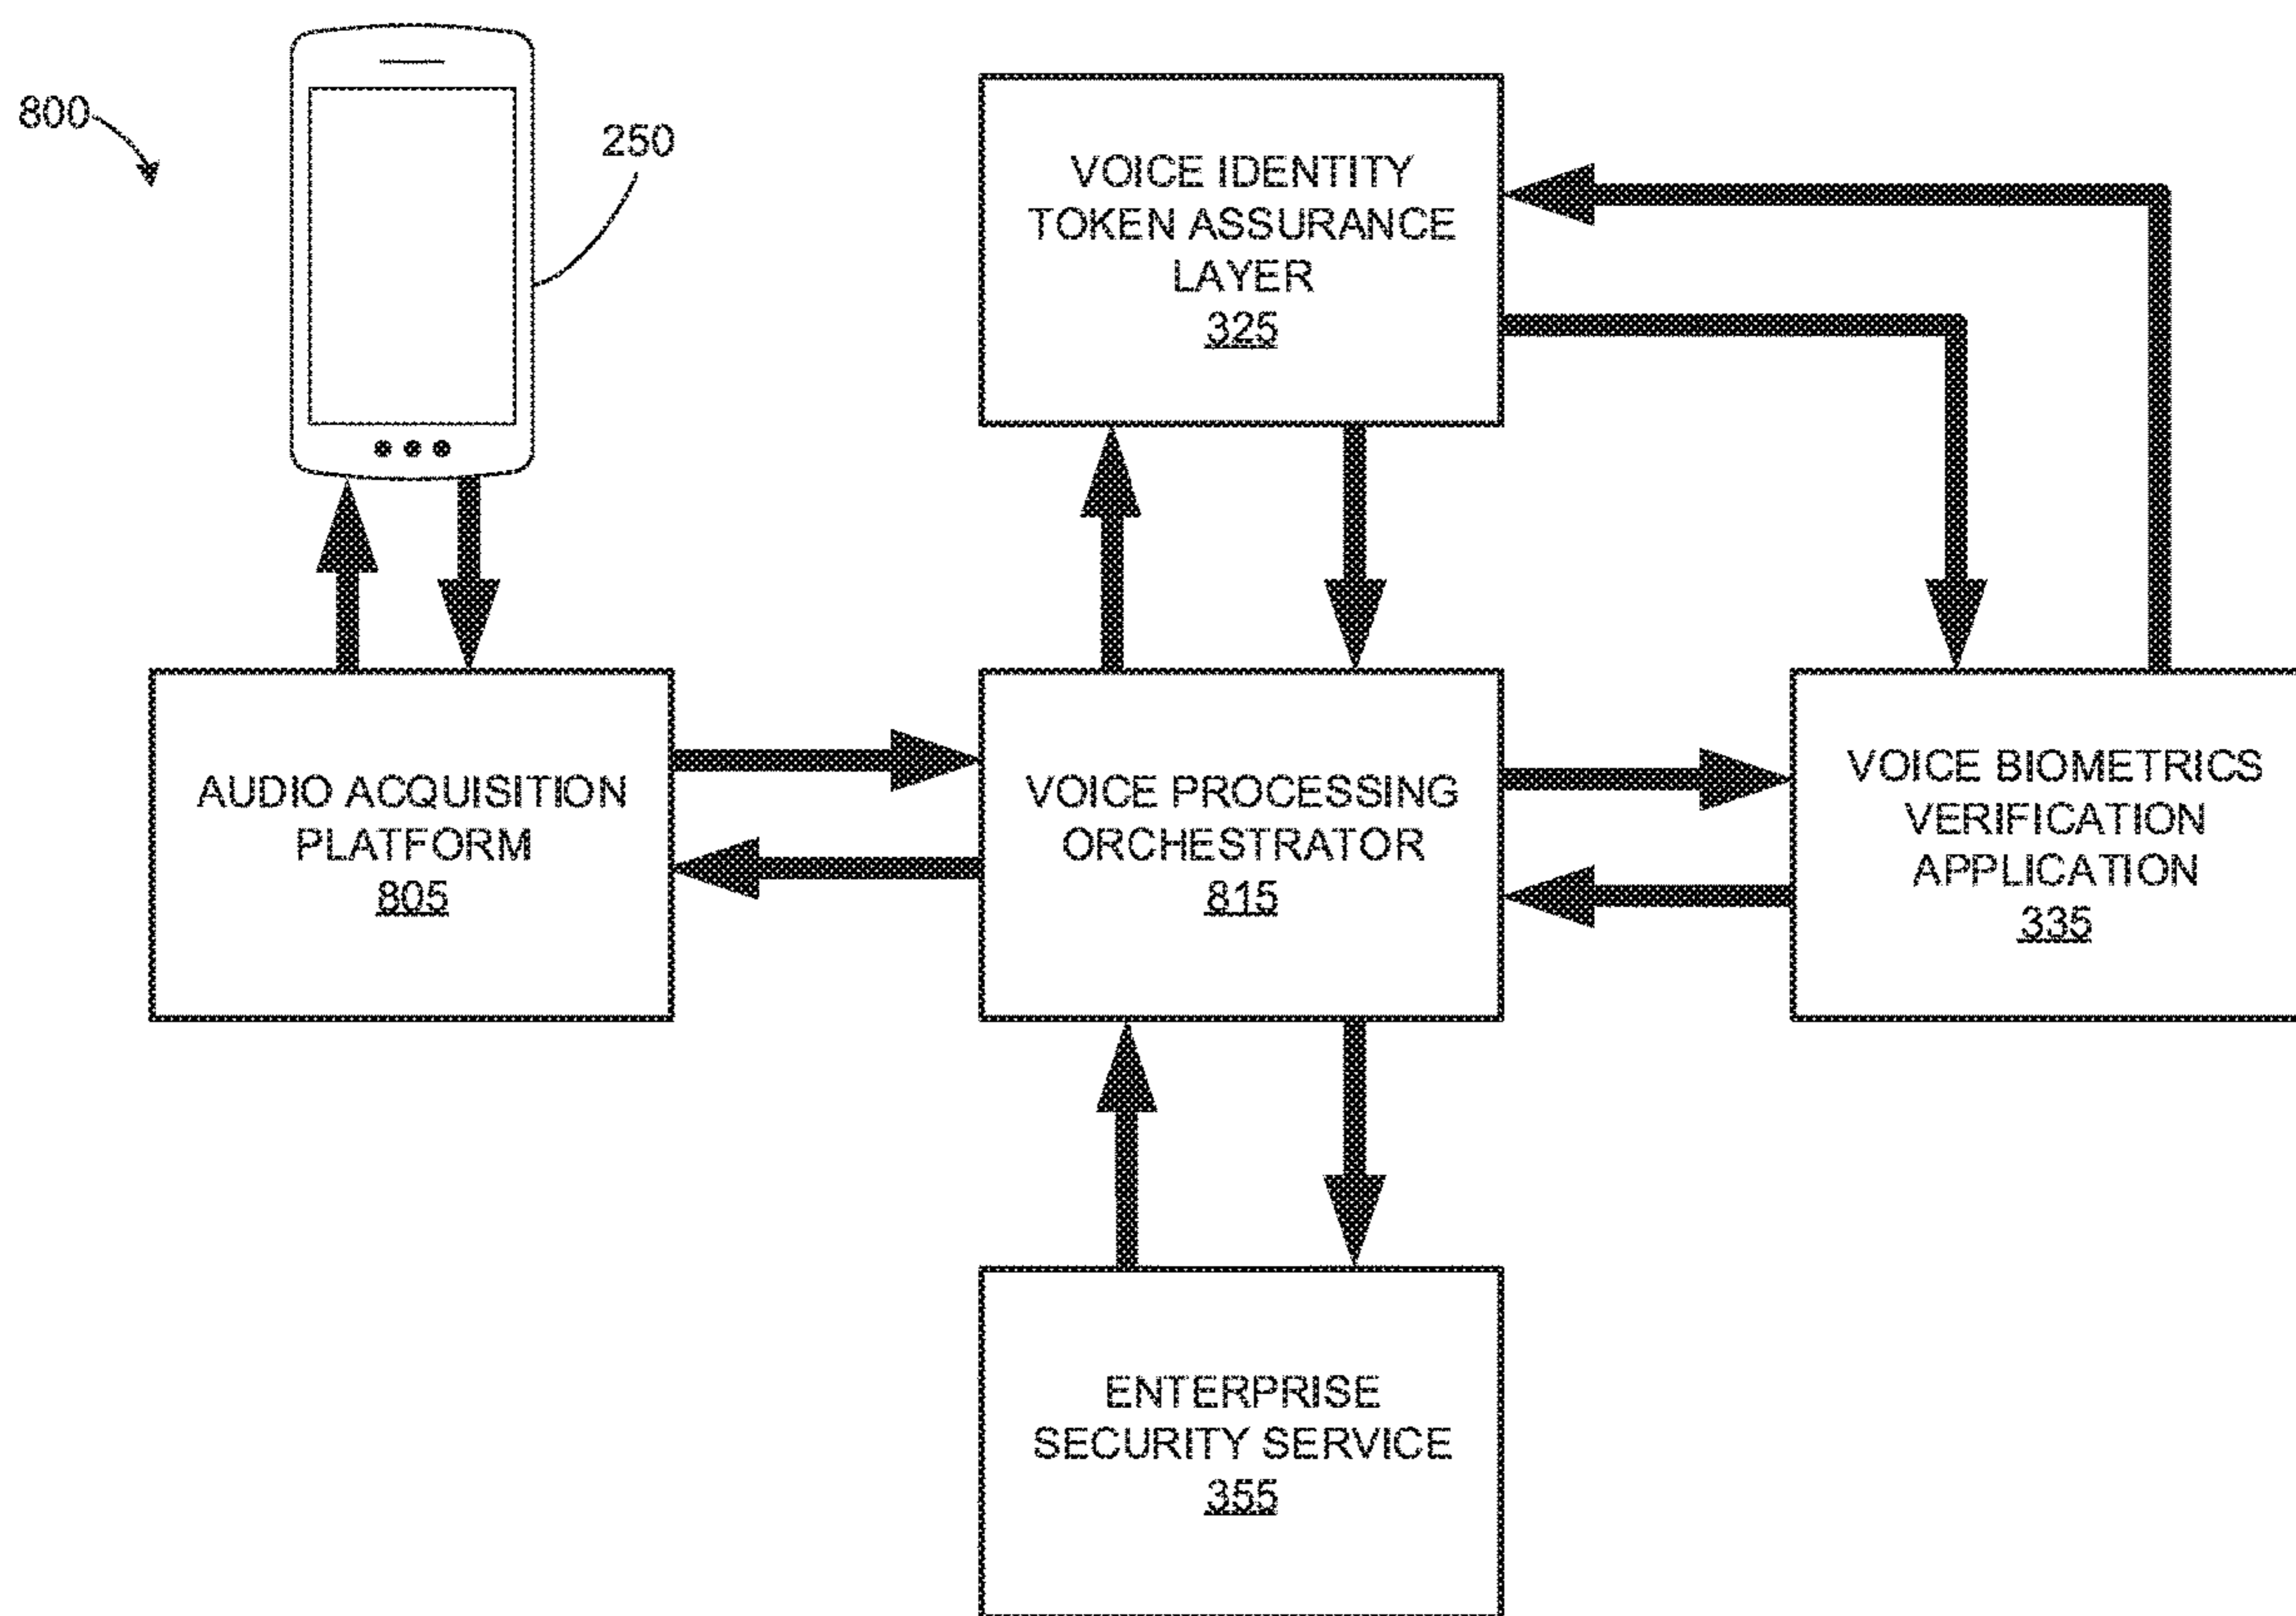 800
250
VOICE IDENTITY
TOKEN ASSURANCE
LAYER
325
AUDIO ACQUISITION
PLATFORM
805
VOICE PROCESSING
ORCHESTRATOR
815
VOICE BIOMETRICS
VERIFICATION
APPLICATION
335
ENTERPRISE
SECURITY SERVICE
355